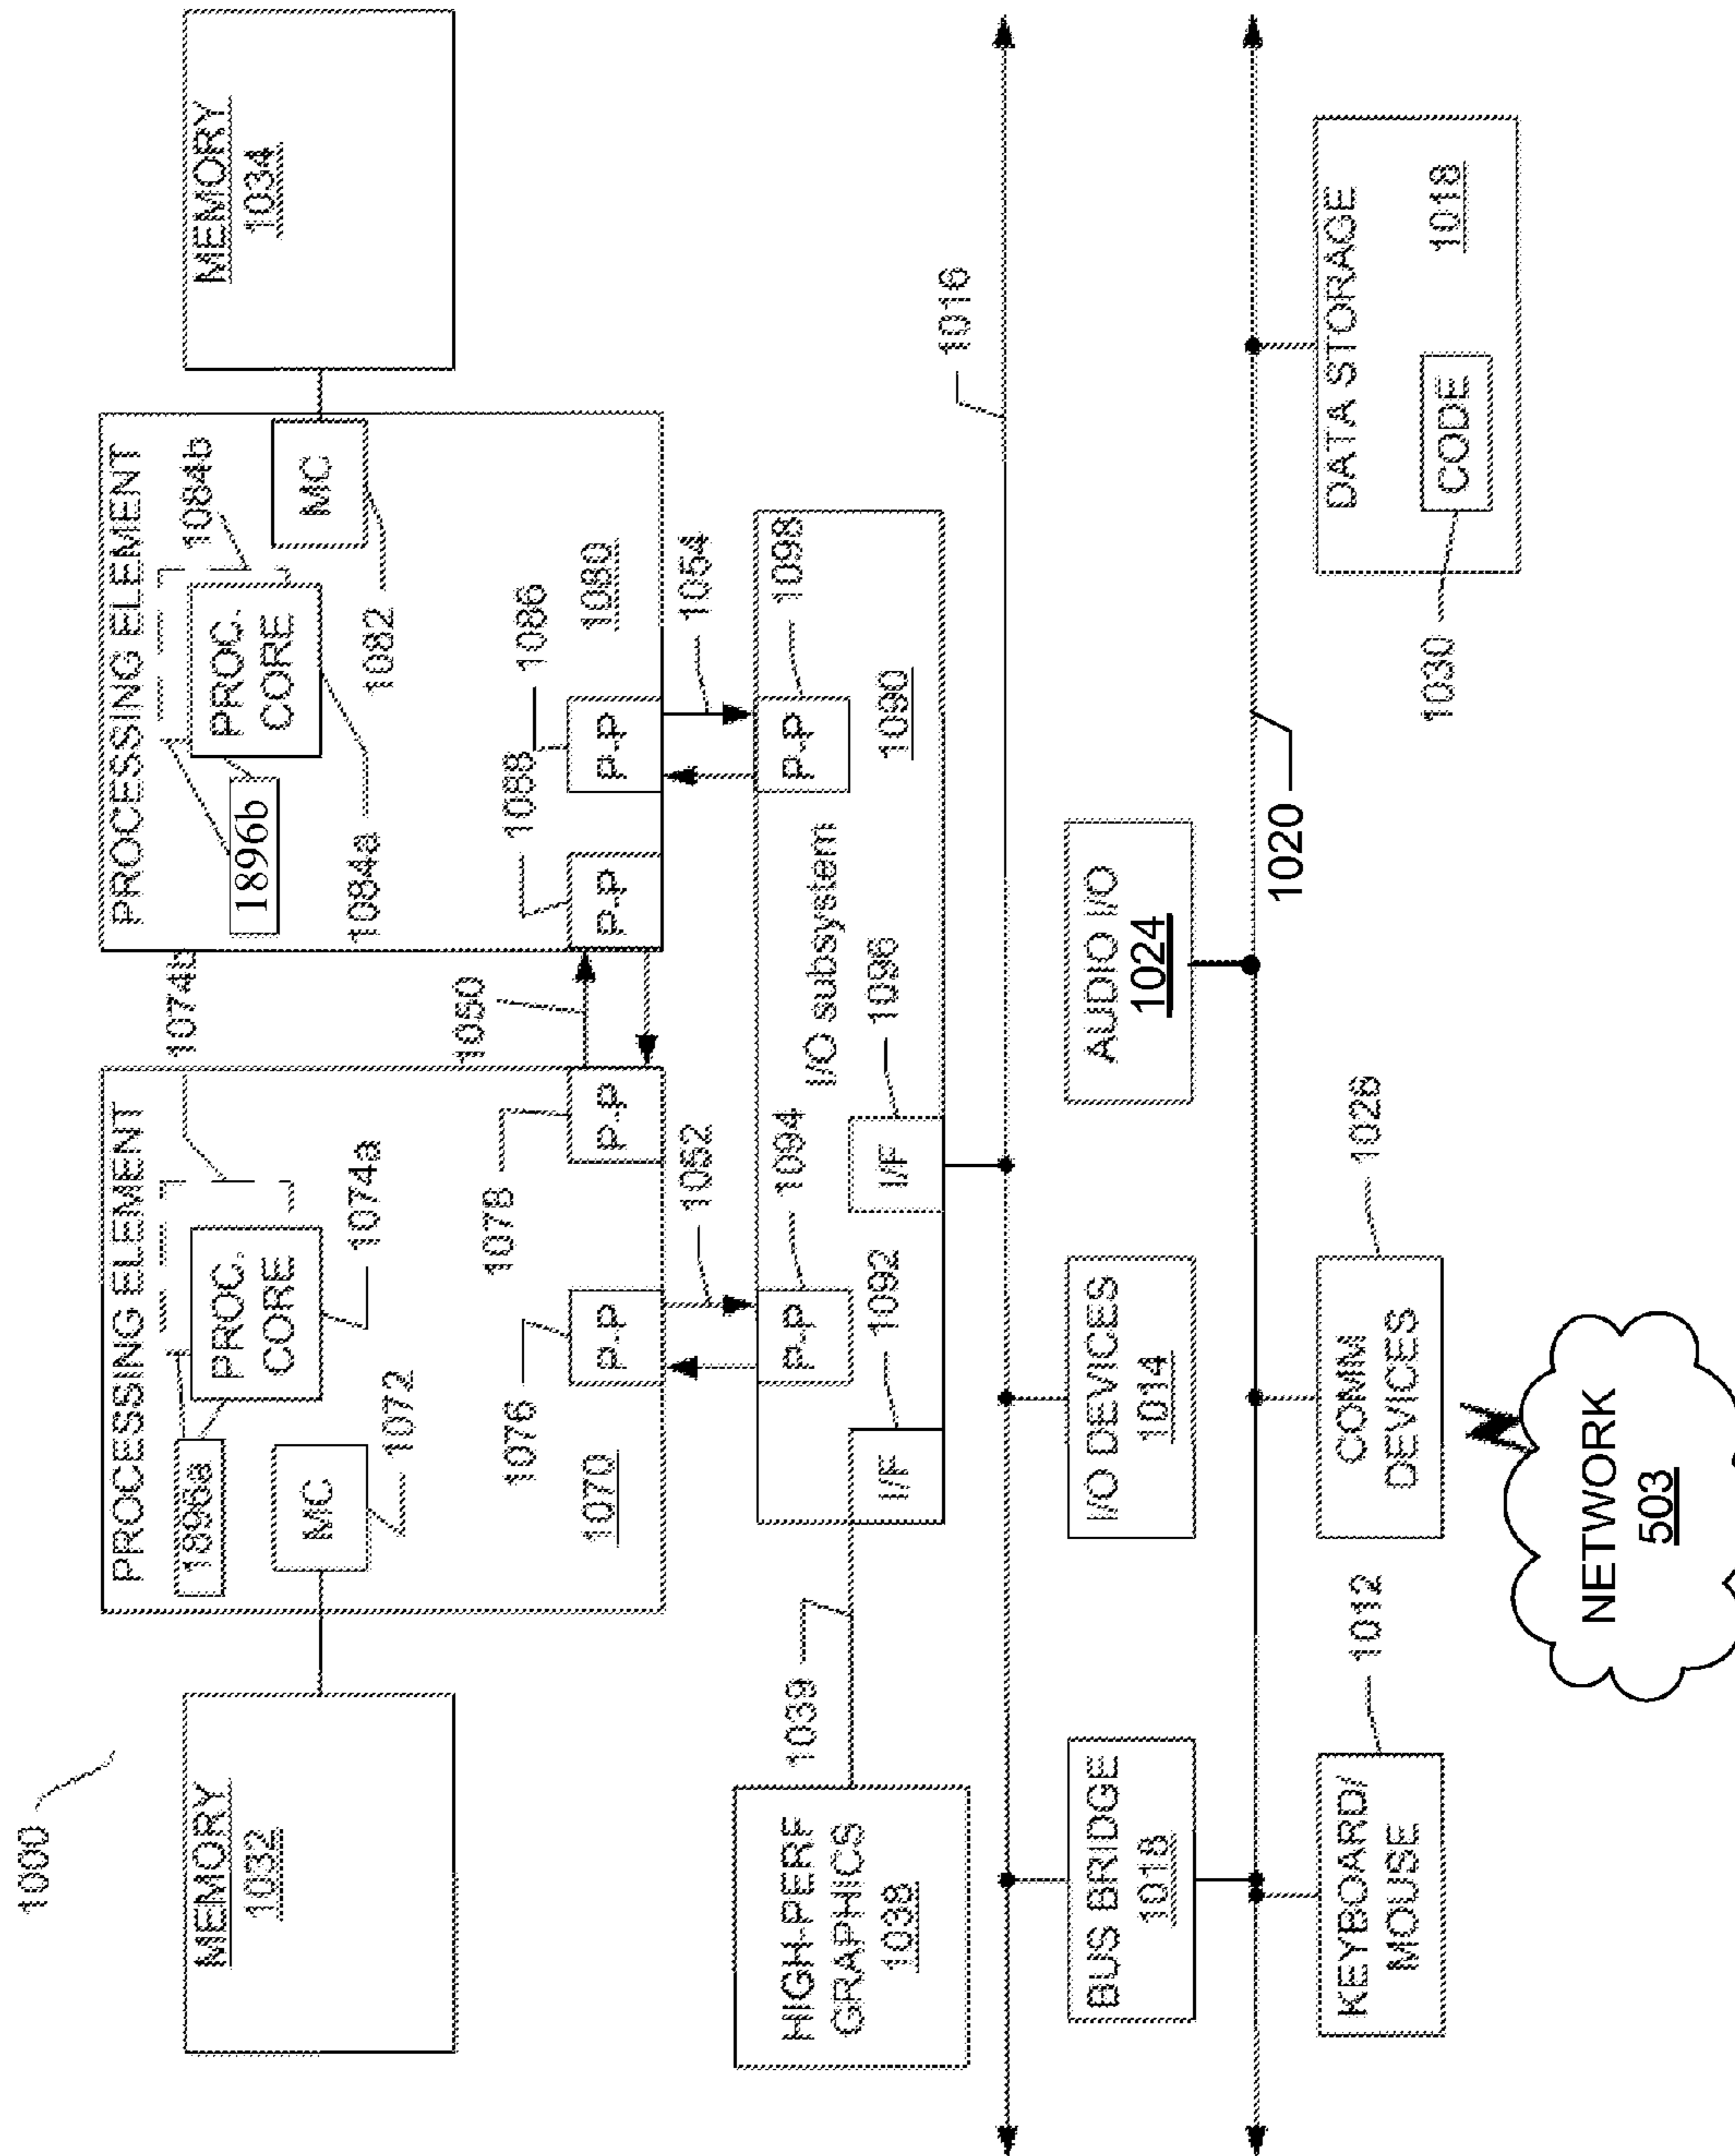 1000
MEMORY
1032
PROCESSING ELEMENT
1896a
PROC.
CORE
MC
1074a
1072
1070
1076
P-P
1078
P-P
1074b
1050
PROCESSING ELEMENT
1896b
PROC.
CORE
1084b
MC
1084a
1082
1080
1088
P-P
1086
P-P
MEMORY
1034
1052
1054
HIGH-PERF
GRAPHICS
1038
1039
P-P
1094
I/O subsystem
P-P
1098
1090
I/F
1092
I/F
1096
1016
BUS BRIDGE
1018
I/O DEVICES
1014
AUDIO I/O
1024
1020
KEYBOARD/
MOUSE
1012
COMM
DEVICES
1026
DATA STORAGE
CODE
1018
1030
NETWORK
503